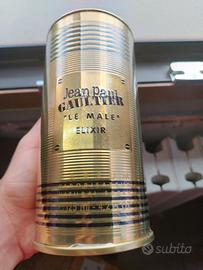 Jean Paul
GAULTIER
"LE MALE"
ELIXIR
subito